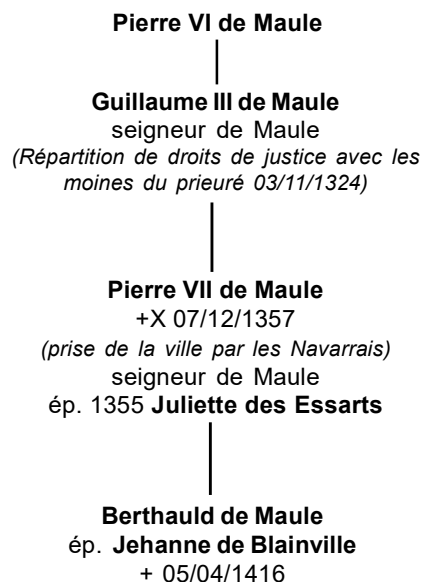 Pierre VI de Maule
Guillaume III de Maule
seigneur de Maule
(Répartition de droits de justice avec les
moines du prieuré 03/11/1324)
Pierre VII de Maule
+X 07/12/1357
(prise de la ville par les Navarrais)
seigneur de Maule
ép. 1355 Juliette des Essarts
Berthauld de Maule
ép. Jehanne de Blainville
+ 05/04/1416